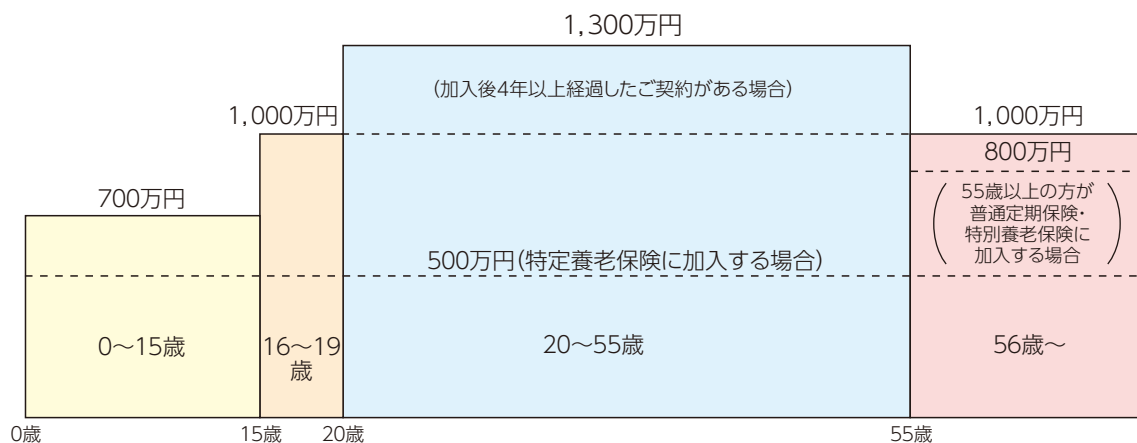 1,300万円
(加入後4年以上経過したご契約がある場合)
1,000万円
1,000万円
700万円
800万円
(55歳以上の方が
普通定期保険・
特別養老保険に
加入する場合)
500万円(特定養老保険に加入する場合)
0〜15歳
16〜19
歳
20〜55歳
56歳〜
0歳
15歳
20歳
55歳